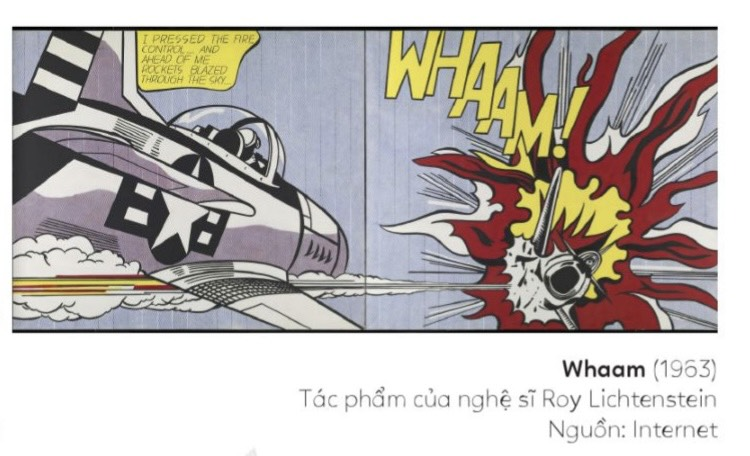 I PRESSED THE FIRE
CONTROL... AND
AHEAD OF ME
ROCKETS BLAZED
THROUGH THE SKY...
WHAAM!
Whaam (1963)
Tác phẩm của nghệ sĩ Roy Lichtenstein
Nguồn: Internet